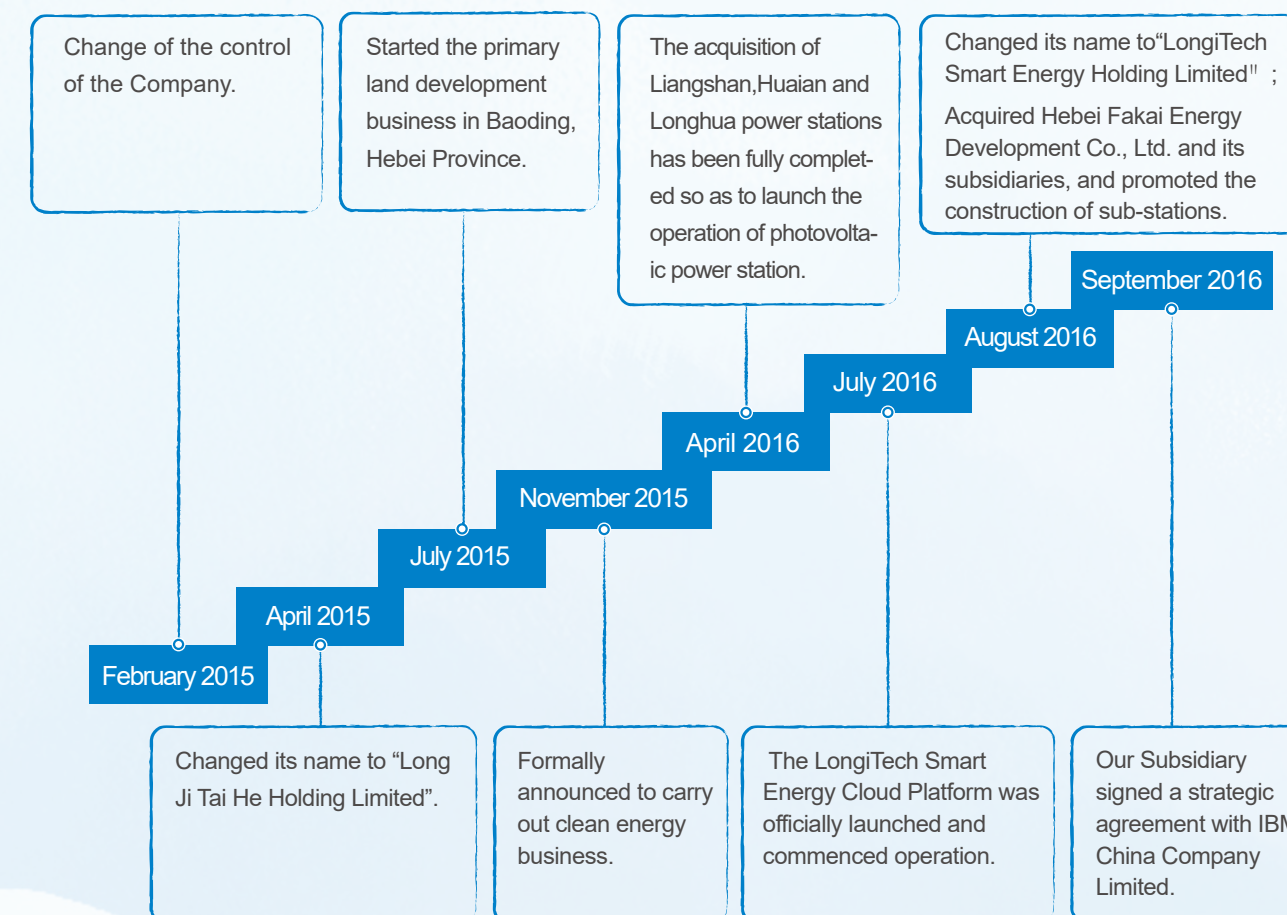 Change of the control
of the Company.
Started the primary
land development
business in Baoding,
Hebei Province.
The acquisition of
Liangshan,Huaian and
Longhua power stations
has been fully complet-
ed so as to launch the
operation of photovolta-
ic power station.
Changed its name to“LongiTech
Smart Energy Holding Limited" ;
Acquired Hebei Fakai Energy
Development Co., Ltd. and its
subsidiaries, and promoted the
construction of sub-stations.
September 2016
August 2016
July 2016
April 2016
November 2015
July 2015
April 2015
February 2015
Changed its name to “Long
Ji Tai He Holding Limited”.
Formally
announced to carry
out clean energy
business.
The LongiTech Smart
Energy Cloud Platform was
officially launched and
commenced operation.
Our Subsidiary
signed a strategic
agreement with IBM
China Company
Limited.